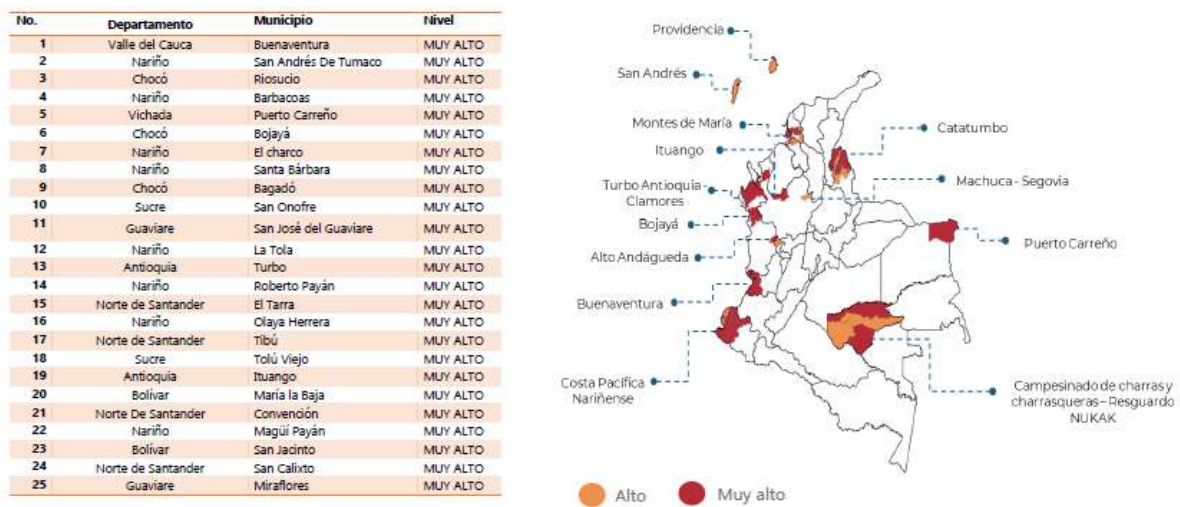 No. Departamento Municipio Nivel
1 Valle del Cauca Buenaventura MUY ALTO
2 Nariño San Andrés De Tumaco MUY ALTO
3 Chocó Riosucio MUY ALTO
4 Nariño Barbacoas MUY ALTO
5 Vichada Puerto Carreño MUY ALTO
6 Chocó Bojayá MUY ALTO
7 Nariño El charco MUY ALTO
8 Nariño Santa Bárbara MUY ALTO
9 Chocó Bagadó MUY ALTO
10 Sucre San Onofre MUY ALTO
11 Guaviare San José del Guaviare MUY ALTO
12 Nariño La Tola MUY ALTO
13 Antioquia Turbo MUY ALTO
14 Nariño Roberto Payán MUY ALTO
15 Norte de Santander El Tarra MUY ALTO
16 Nariño Olaya Herrera MUY ALTO
17 Norte de Santander Tibú MUY ALTO
18 Sucre Tolú Viejo MUY ALTO
19 Antioquia Ituango MUY ALTO
20 Bolívar María la Baja MUY ALTO
21 Norte De Santander Convención MUY ALTO
22 Nariño Magüí Payán MUY ALTO
23 Bolívar San Jacinto MUY ALTO
24 Norte de Santander San Calixto MUY ALTO
25 Guaviare Miraflores MUY ALTO
Providencia
San Andrés
Montes de María
Ituango
Turbo Antioquia
Clamores
Bojayá
Alto Andágueda
Buenaventura
Costa Pacífica
Nariñense
Catatumbo
Machuca - Segovia
Puerto Carreño
Campesinado de charras y
charrasqueras – Resguardo
NUKAK
Alto
Muy alto